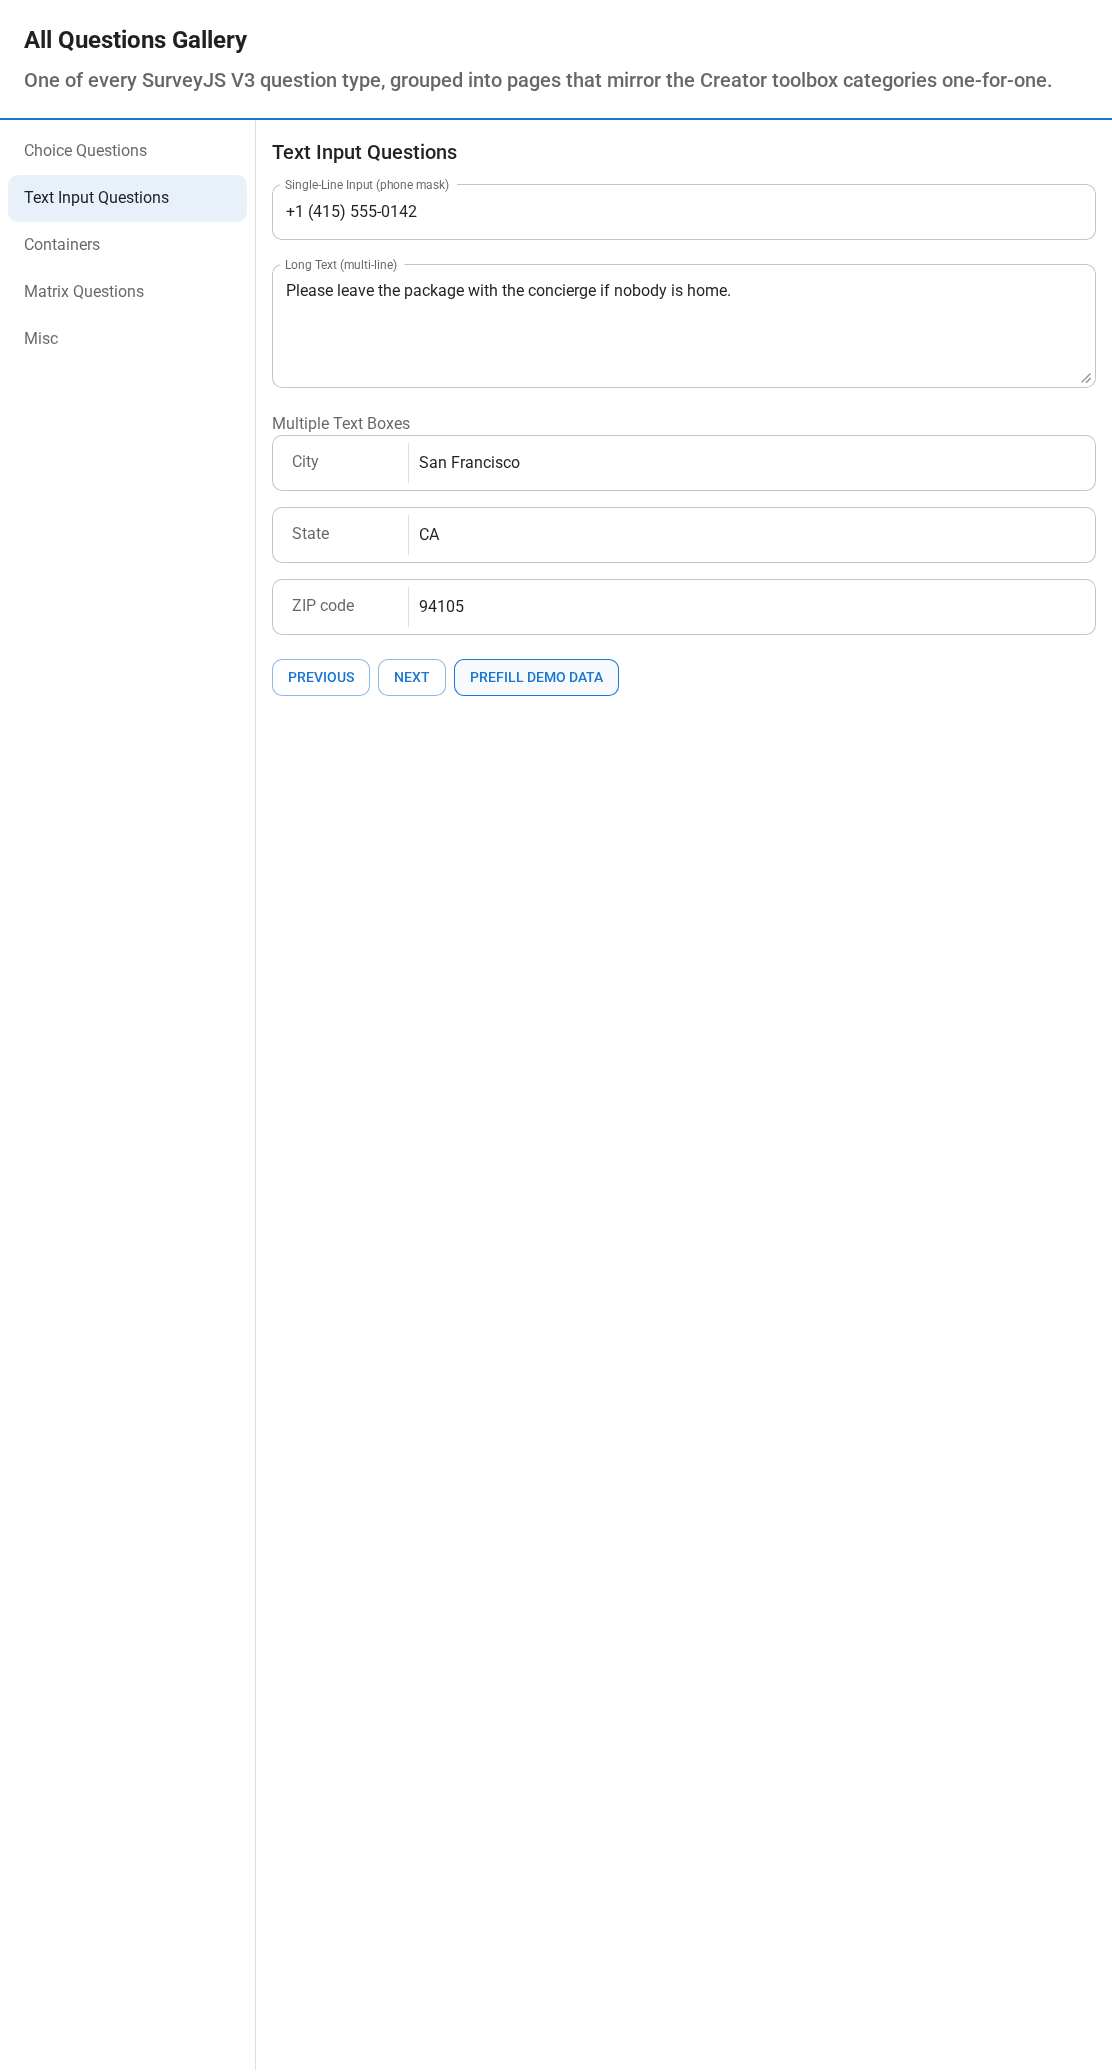 All Questions Gallery
One of every SurveyJS V3 question type, grouped into pages that mirror the Creator toolbox categories one-for-one.
Choice Questions
Text Input Questions
Containers
Matrix Questions
Misc
Text Input Questions
Single-Line Input (phone mask)
+1 (415) 555-0142
Long Text (multi-line)
Please leave the package with the concierge if nobody is home.
Multiple Text Boxes
City San Francisco
State CA
ZIP code 94105
PREVIOUS NEXT PREFILL DEMO DATA